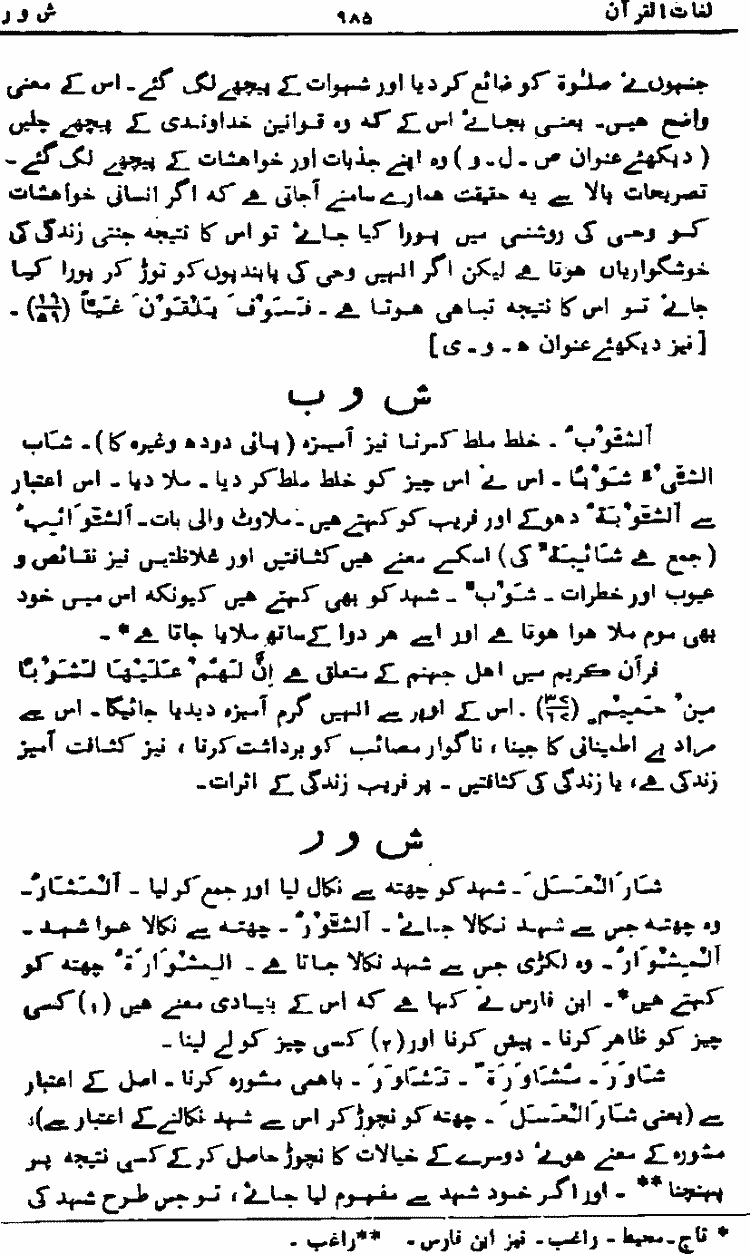 لغات القرآن ۹۸۵ ش و ر
جنہوں نے صلٰوۃ کو ضائع کر دیا اور شہوات کے پیچھے لگ گئے۔ اس کے معنی
واضح ہیں۔ یعنی بجائے اس کے کہ وہ قوانین خداوندی کے پیچھے چلیں
(دیکھئے عنوان ص ۔ ل ۔ و) وہ اپنے جذبات اور خواہشات کے پیچھے لگ گئے۔
تصریحات بالا سے یہ حقیقت ہمارے سامنے آجاتی ہے کہ اگر انسانی خواہشات
کو وحی کی روشنی میں پورا کیا جائے تو اس کا نتیجہ جنتی زندگی کی
خوشگواریاں ہوتا ہے لیکن اگر انہیں وحی کی پابندیوں کو توڑ کر پورا کیا
جائے تو اس کا نتیجہ تباہی ہوتا ہے ۔ فَسَوْفَ يَلْقَوْنَ غَيًّا (۱۹/۵۹) ۔
[نیز دیکھئے عنوان ھ ۔ و ۔ ی]
ش و ب
اَلشَّوْبُ ۔ خلط ملط کرنا نیز آمیزہ (پانی دودھ وغیرہ کا) ۔ شَابَ
الشَّیْءَ شَوْبًا ۔ اس نے اس چیز کو خلط ملط کر دیا ۔ ملا دیا ۔ اس اعتبار
سے اَلشَّوْبَةُ دھوکے اور فریب کو کہتے ہیں ۔ ملاوٹ والی بات ۔ اَلشَّوَائِبُ
(جمع ہے شَائِبَةٌ کی) اسکے معنے ہیں کثافتیں اور غلاظتیں نیز نقائص و
عیوب اور خطرات ۔ شَوْبٌ ۔ شہد کو بھی کہتے ہیں کیونکہ اس میں خود
بھی موم ملا ہوا ہوتا ہے اور اسے ہر دوا کے ساتھ ملایا جاتا ہے* ۔
قرآن کریم میں اہل جہنم کے متعلق ہے اِنَّ لَهُمْ عَلَيْهَا لَشَوْبًا
مِنْ حَمِيْمٍ (۳۷/۶۷) ۔ اس کے اوپر سے انہیں گرم آمیزہ دیدیا جائیگا ۔ اس سے
مراد بے اطمینانی کا جینا ، ناگوار مصائب کو برداشت کرنا ، نیز کثافت آمیز
زندگی ہے، یا زندگی کی کثافتیں ۔ پر فریب زندگی کے اثرات۔
ش و ر
شَارَ الْعَسَلَ ۔ شہد کو چھتہ سے نکال لیا اور جمع کر لیا ۔ اَلْمَشَارُ۔
وہ چھتہ جس سے شہد نکالا جائے ۔ اَلشَّوْرُ ۔ چھتہ سے نکالا ہوا شہد ۔
اَلْمِشْوَارُ ۔ وہ لکڑی جس سے شہد نکالا جاتا ہے ۔ المِشْوَارَةُ چھتہ کو
کہتے ہیں* ۔ ابن فارس نے کہا ہے کہ اس کے بنیادی معنے ہیں (۱) کسی
چیز کو ظاہر کرنا ۔ پیش کرنا اور (۲) کسی چیز کو لے لینا ۔
شَاوَرَ ۔ مُشَاوَرَةً ۔ تَشَاوَرَ ۔ باہمی مشورہ کرنا ۔ اصل کے اعتبار
سے (یعنی شَارَ الْعَسَلَ ۔ چھتہ کو نچوڑ کر اس سے شہد نکالنے کے اعتبار سے)،
مشورہ کے معنے ہوئے دوسرے کے خیالات کا نچوڑ حاصل کر کے کسی نتیجہ پر
پہنچنا** ۔ اور اگر خود شہد سے مفہوم لیا جائے ، تو جس طرح شہد کی
* تاج ۔ محیط ۔ راغب ۔ نیز ابن فارس ۔ **راغب ۔